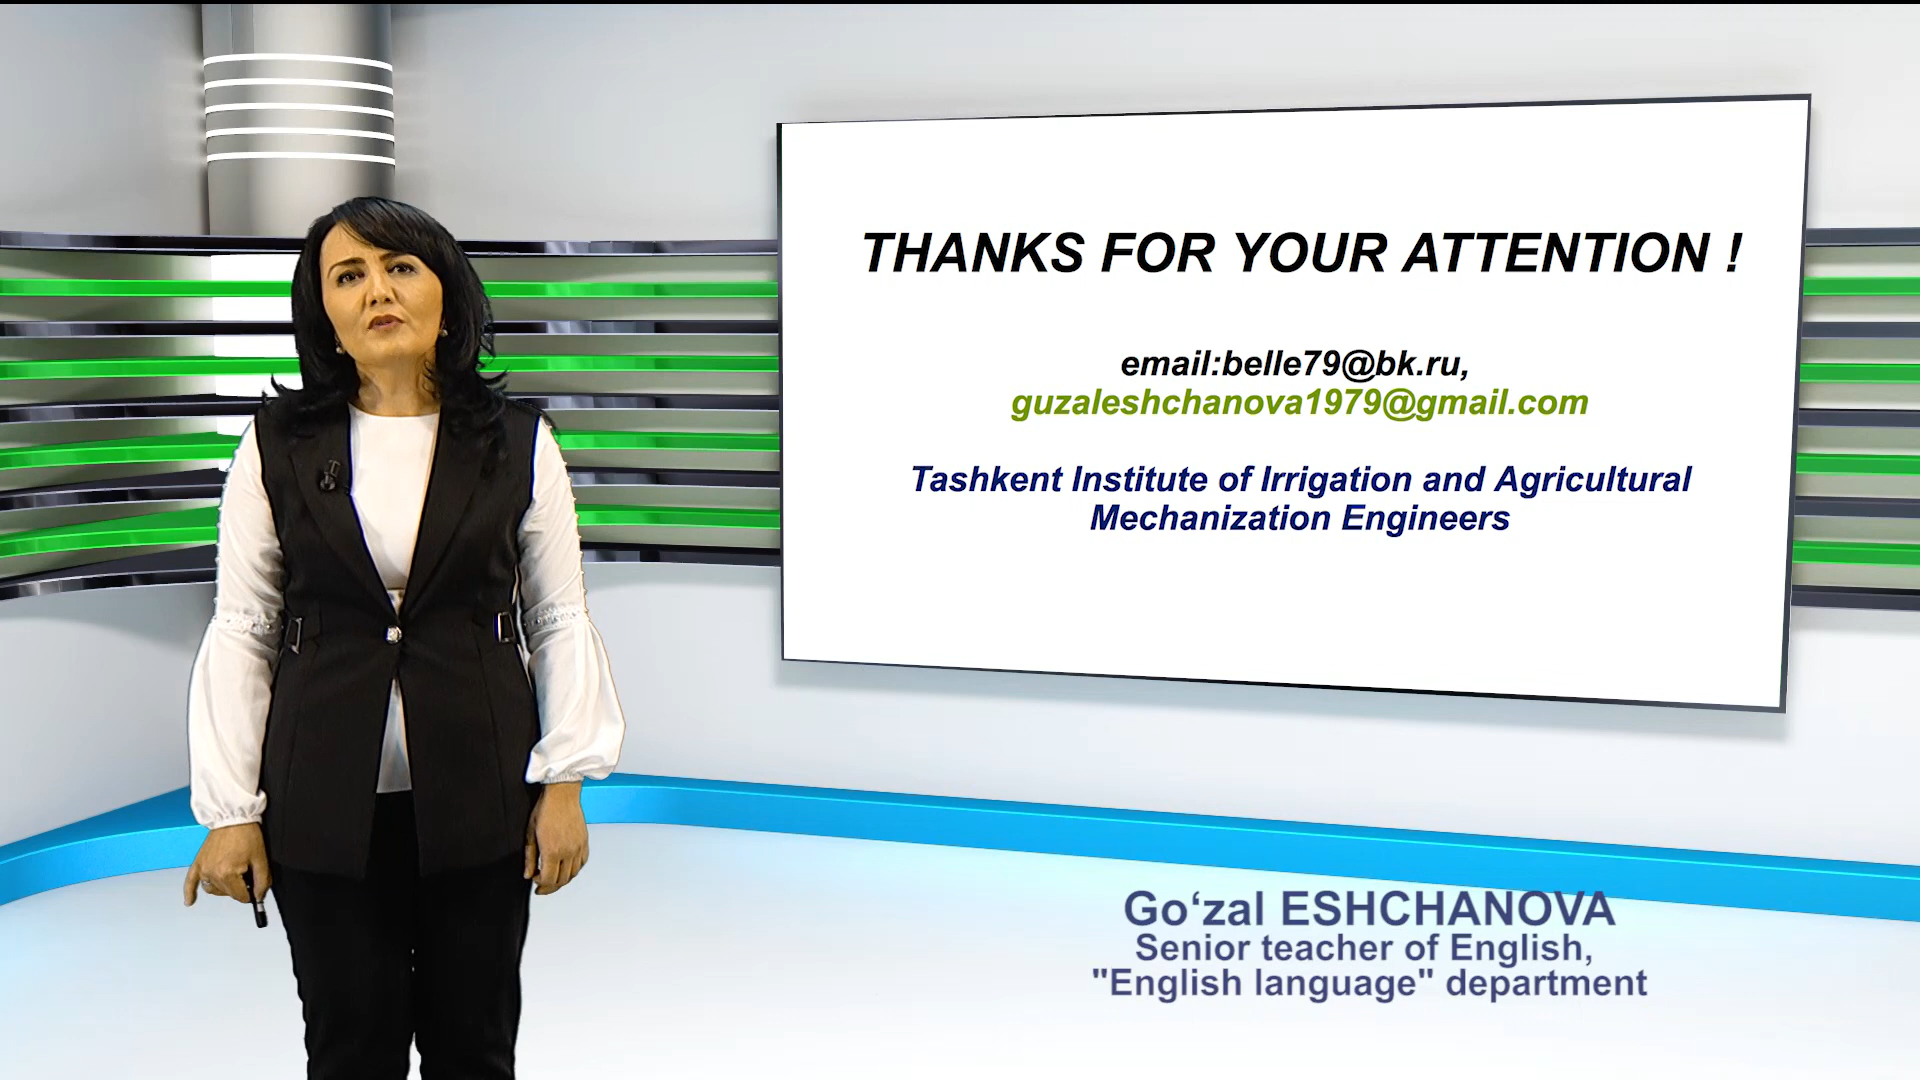 THANKS FOR YOUR ATTENTION !
email:belle79@bk.ru,
guzaleshchanova1979@gmail.com
Tashkent Institute of Irrigation and Agricultural
Mechanization Engineers
Go‘zal ESHCHANOVA
Senior teacher of English,
"English language" department